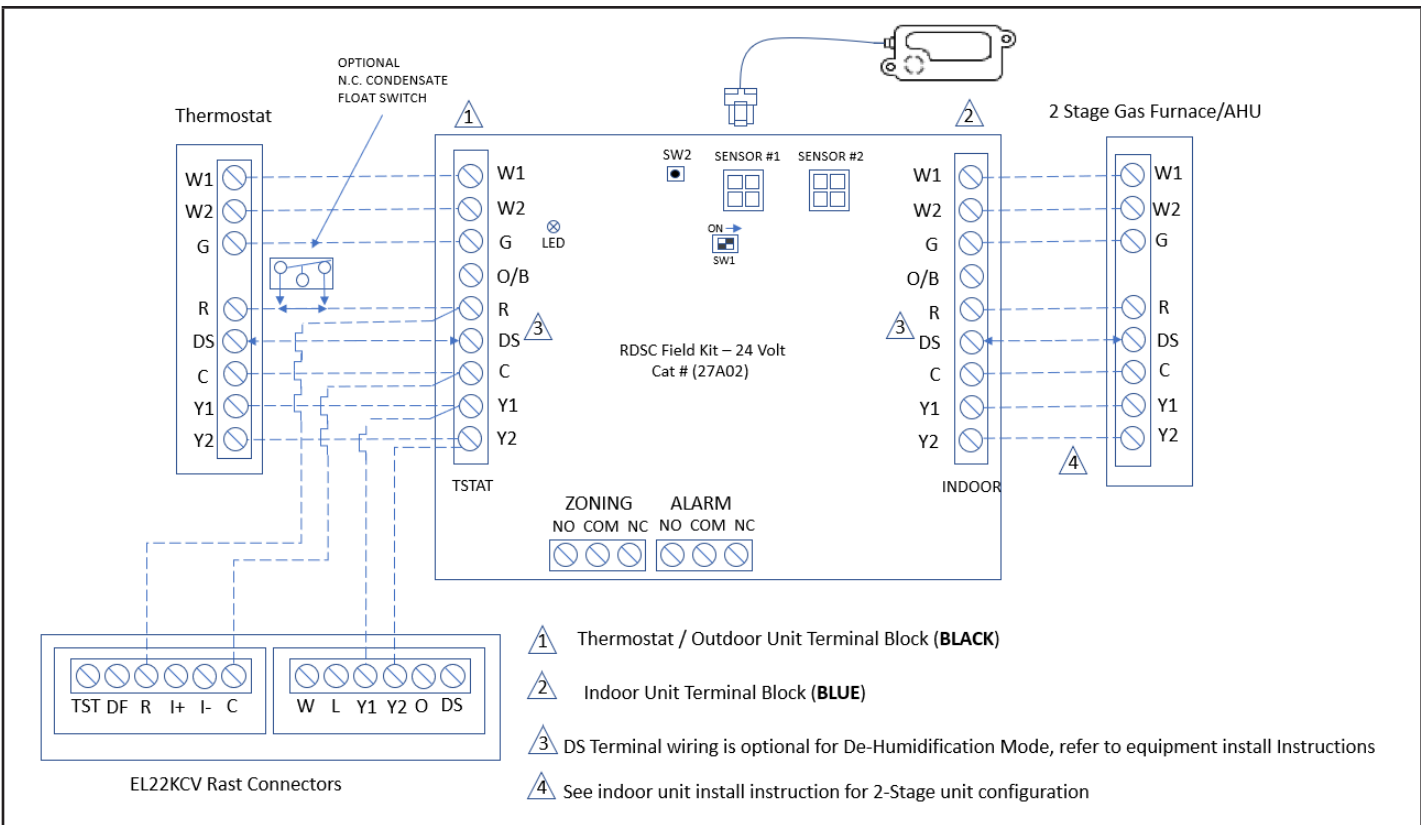 OPTIONAL
N.C. CONDENSATE
FLOAT SWITCH
Thermostat
1
2
2 Stage Gas Furnace/AHU
W1
W2
G
R
DS
C
Y1
Y2
W1
W2
G
O/B
R
DS
3
C
Y1
Y2
TSTAT
LED
SW2
SENSOR #1
SENSOR #2
ON
SW1
RDSC Field Kit – 24 Volt
Cat # (27A02)
W1
W2
G
O/B
R
3
DS
C
Y1
Y2
INDOOR
W1
W2
G
R
DS
C
Y1
Y2
4
ZONING
NO COM NC
ALARM
NO COM NC
TST DF R I+ I- C
W L Y1 Y2 O DS
EL22KCV Rast Connectors
1 Thermostat / Outdoor Unit Terminal Block (BLACK)
2 Indoor Unit Terminal Block (BLUE)
3 DS Terminal wiring is optional for De-Humidification Mode, refer to equipment install Instructions
4 See indoor unit install instruction for 2-Stage unit configuration